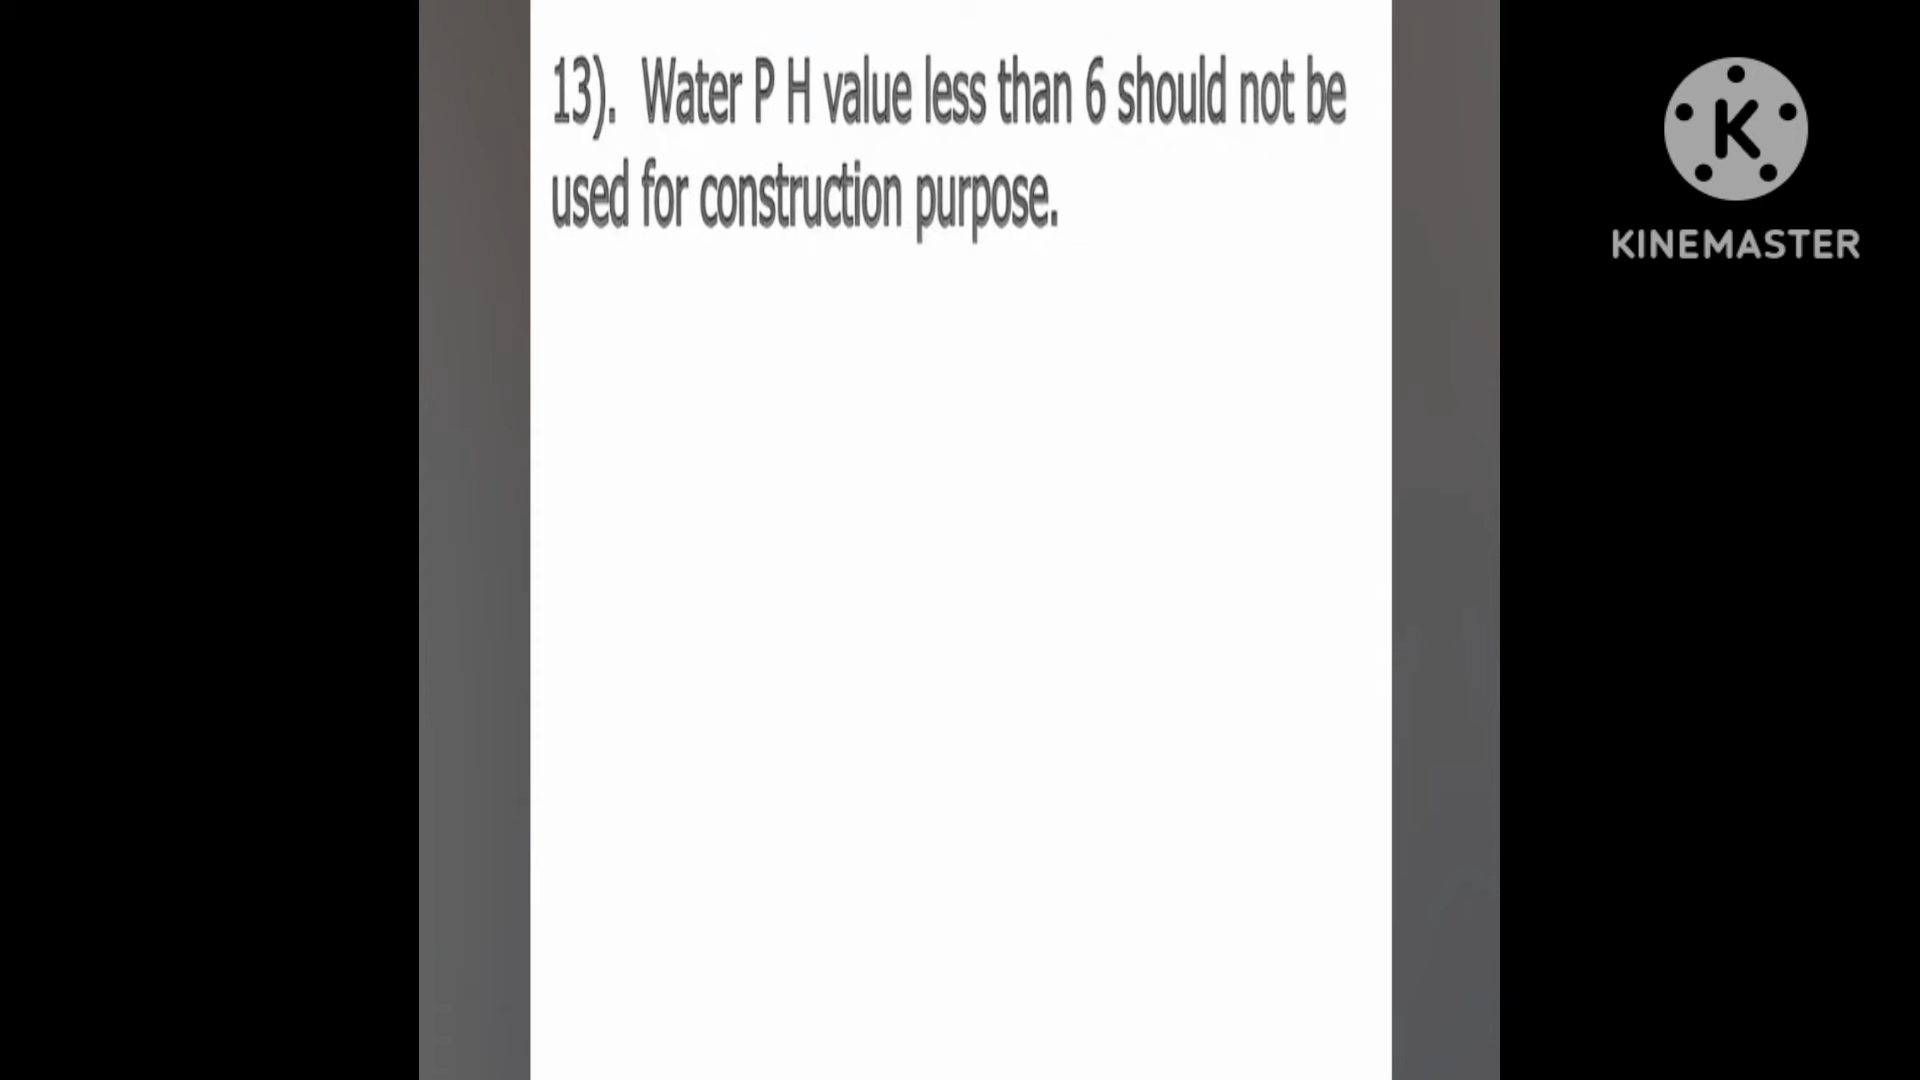 13). Water P H value less than 6 should not be
used for construction purpose.
K
KINEMASTER